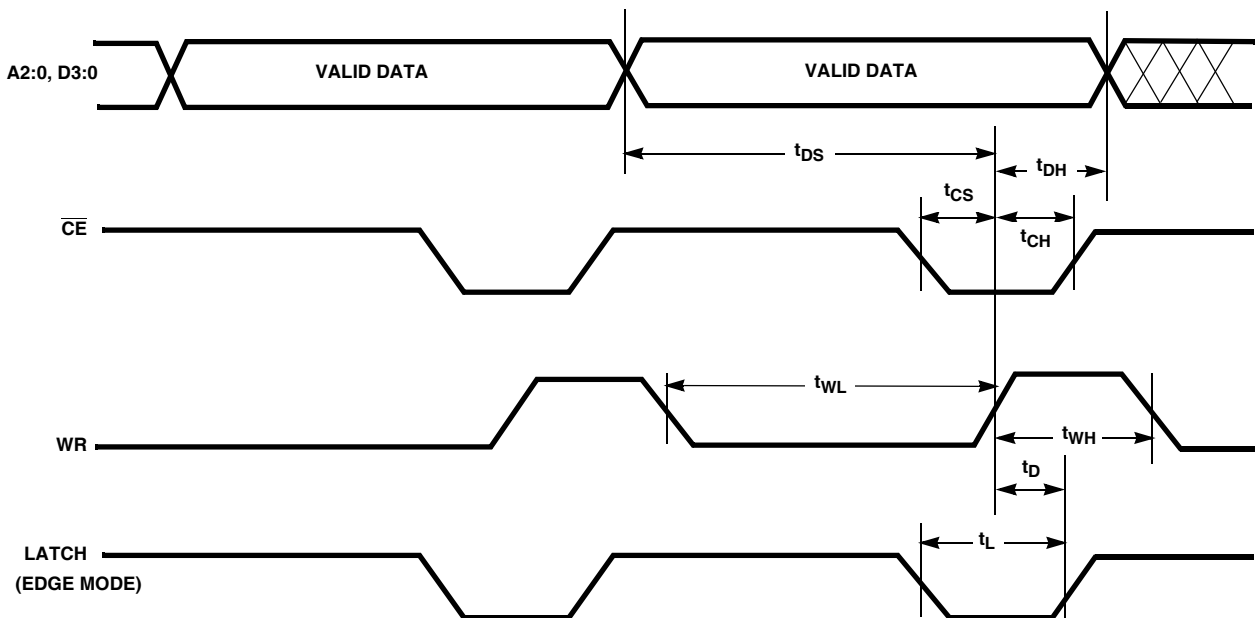 A2:0, D3:0
VALID DATA
VALID DATA
tDS
tDH
tCS
CE
tCH
tWL
WR
tWH
tD
LATCH
(EDGE MODE)
tL